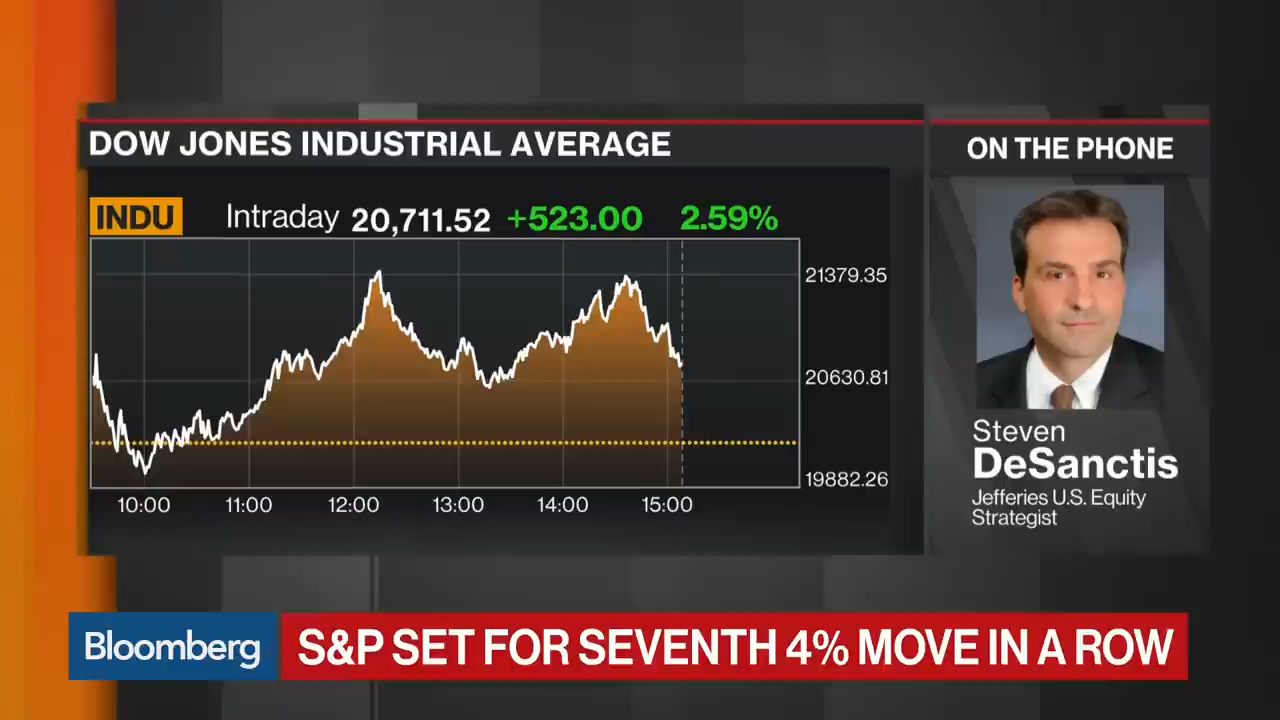 DOW JONES INDUSTRIAL AVERAGE
INDU Intraday 20,711.52 +523.00 2.59%
21379.35
20630.81
19882.26
10:00 11:00 12:00 13:00 14:00 15:00
ON THE PHONE
Steven
DeSanctis
Jefferies U.S. Equity
Strategist
Bloomberg S&P SET FOR SEVENTH 4% MOVE IN A ROW